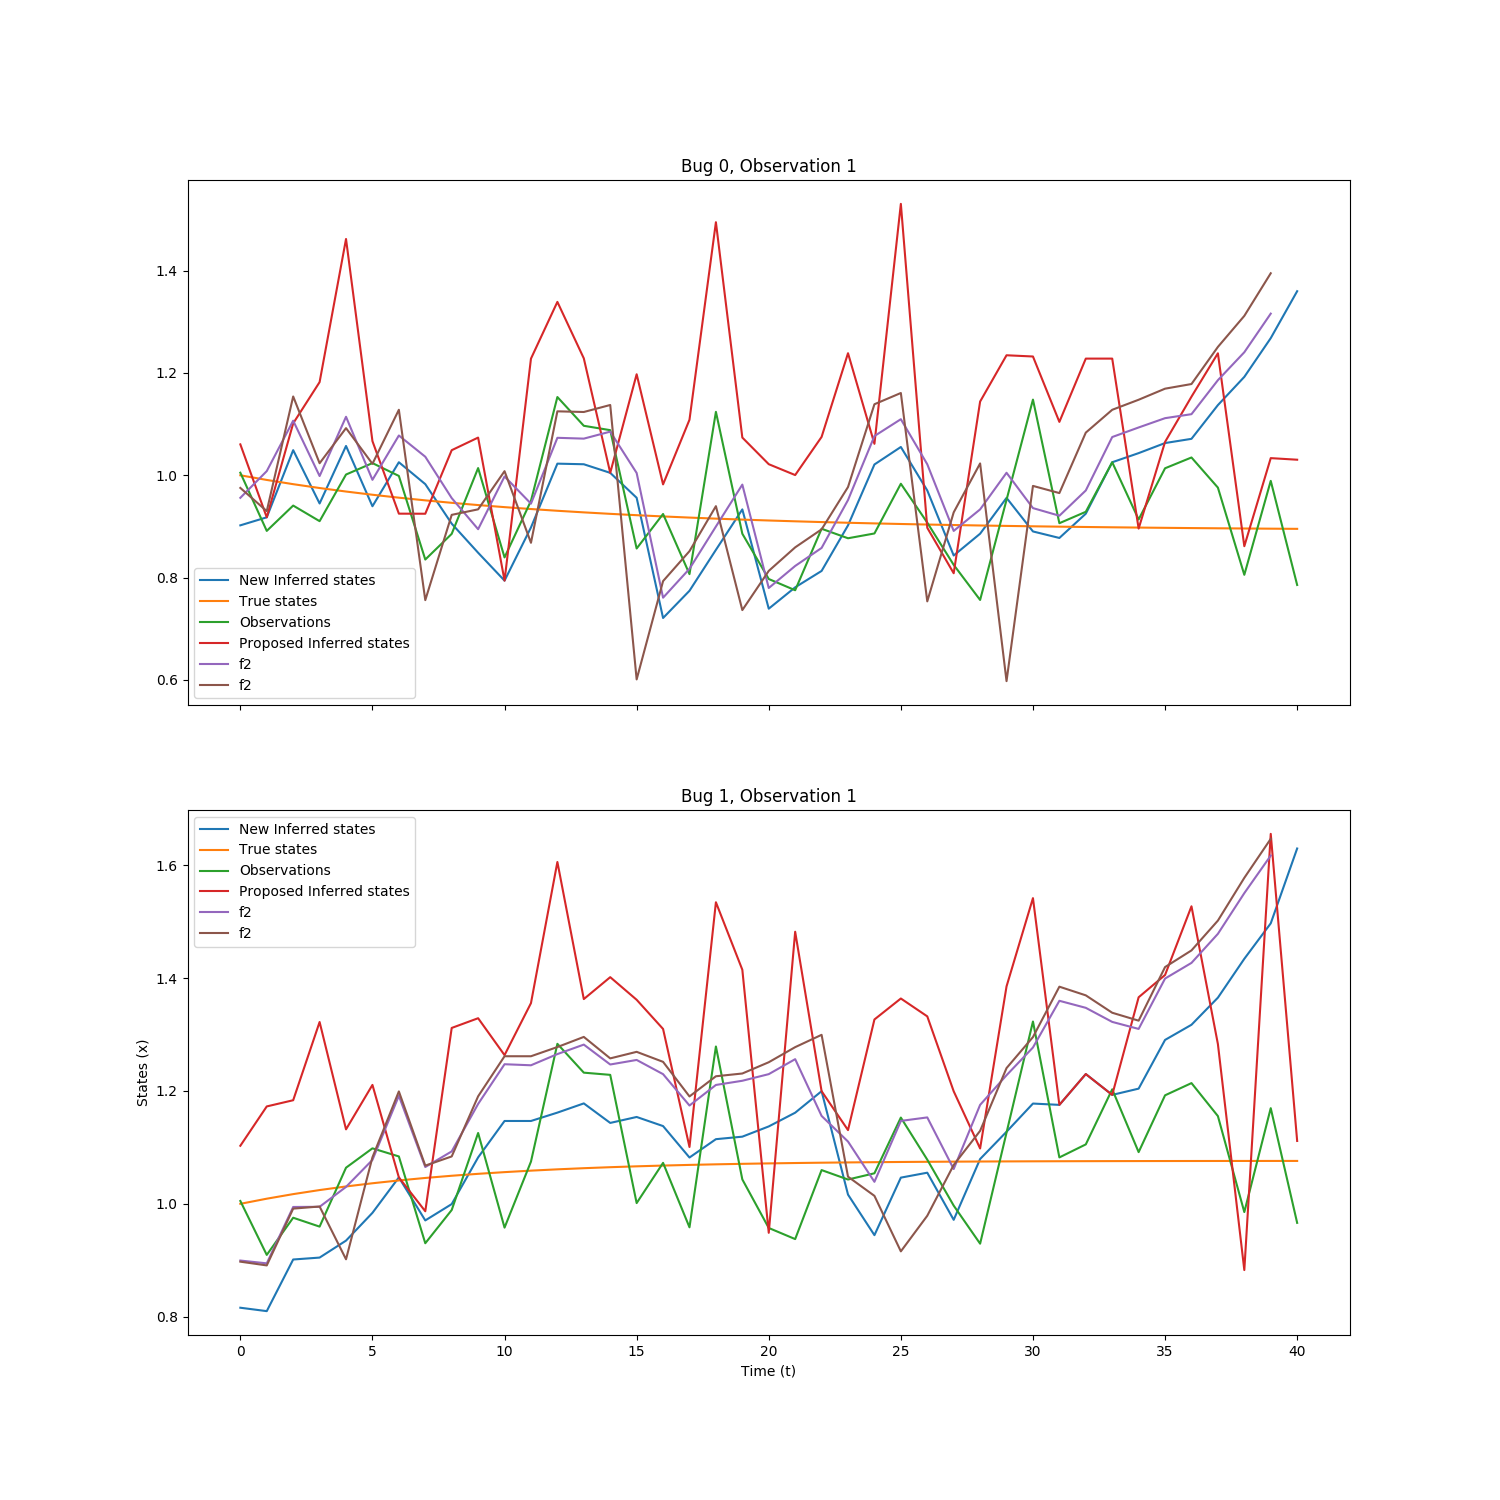 Bug 0, Observation 1
1.4
1.2
1.0
0.8
0.6
New Inferred states
True states
Observations
Proposed Inferred states
f2
f2
Bug 1, Observation 1
New Inferred states
True states
Observations
Proposed Inferred states
f2
f2
States (x)
1.6
1.4
1.2
1.0
0.8
0 5 10 15 20 25 30 35 40
Time (t)